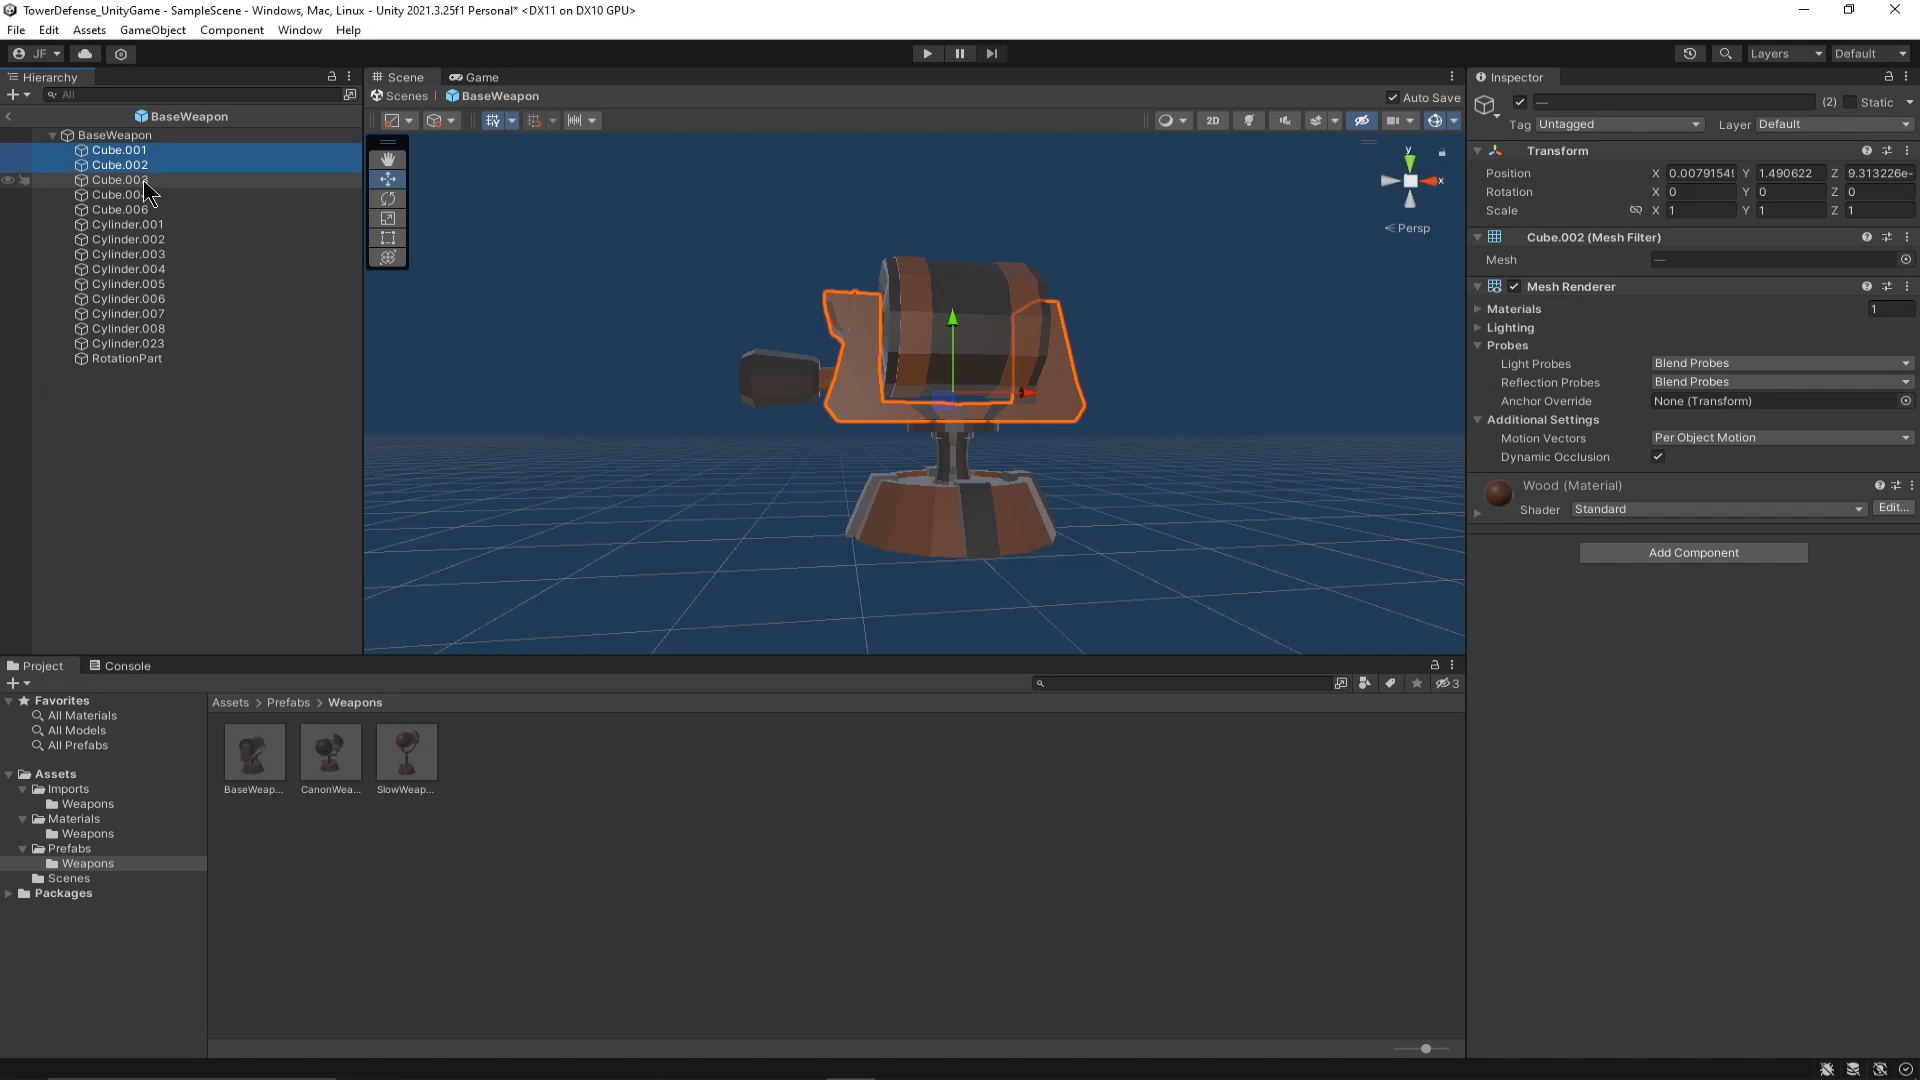 TowerDefense_UnityGame - SampleScene - Windows, Mac, Linux - Unity 2021.3.25f1 Personal* <DX11 on DX10 GPU>
File Edit Assets GameObject Component Window Help
JF Layers Default
Hierarchy
All
BaseWeapon
BaseWeapon
Cube.001
Cube.002
Cube.003
Cube.006
Cylinder.001
Cylinder.002
Cylinder.003
Cylinder.004
Cylinder.005
Cylinder.006
Cylinder.007
Cylinder.008
Cylinder.023
RotationPart
Scene Game
Scenes BaseWeapon Auto Save
2D
y
x
Persp
Inspector
— (2) Static
Tag Untagged Layer Default
Transform
Position X 0.0079154 Y 1.490622 Z 9.313226e-
Rotation X 0 Y 0 Z 0
Scale X 1 Y 1 Z 1
Cube.002 (Mesh Filter)
Mesh —
Mesh Renderer
Materials 1
Lighting
Probes
Light Probes Blend Probes
Reflection Probes Blend Probes
Anchor Override None (Transform)
Additional Settings
Motion Vectors Per Object Motion
Dynamic Occlusion
Wood (Material)
Shader Standard Edit...
Add Component
Project Console
3
Favorites
All Materials
All Models
All Prefabs
Assets
Imports
Weapons
Materials
Weapons
Prefabs
Weapons
Scenes
Packages
Assets > Prefabs > Weapons
BaseWeap... CanonWea... SlowWeap...